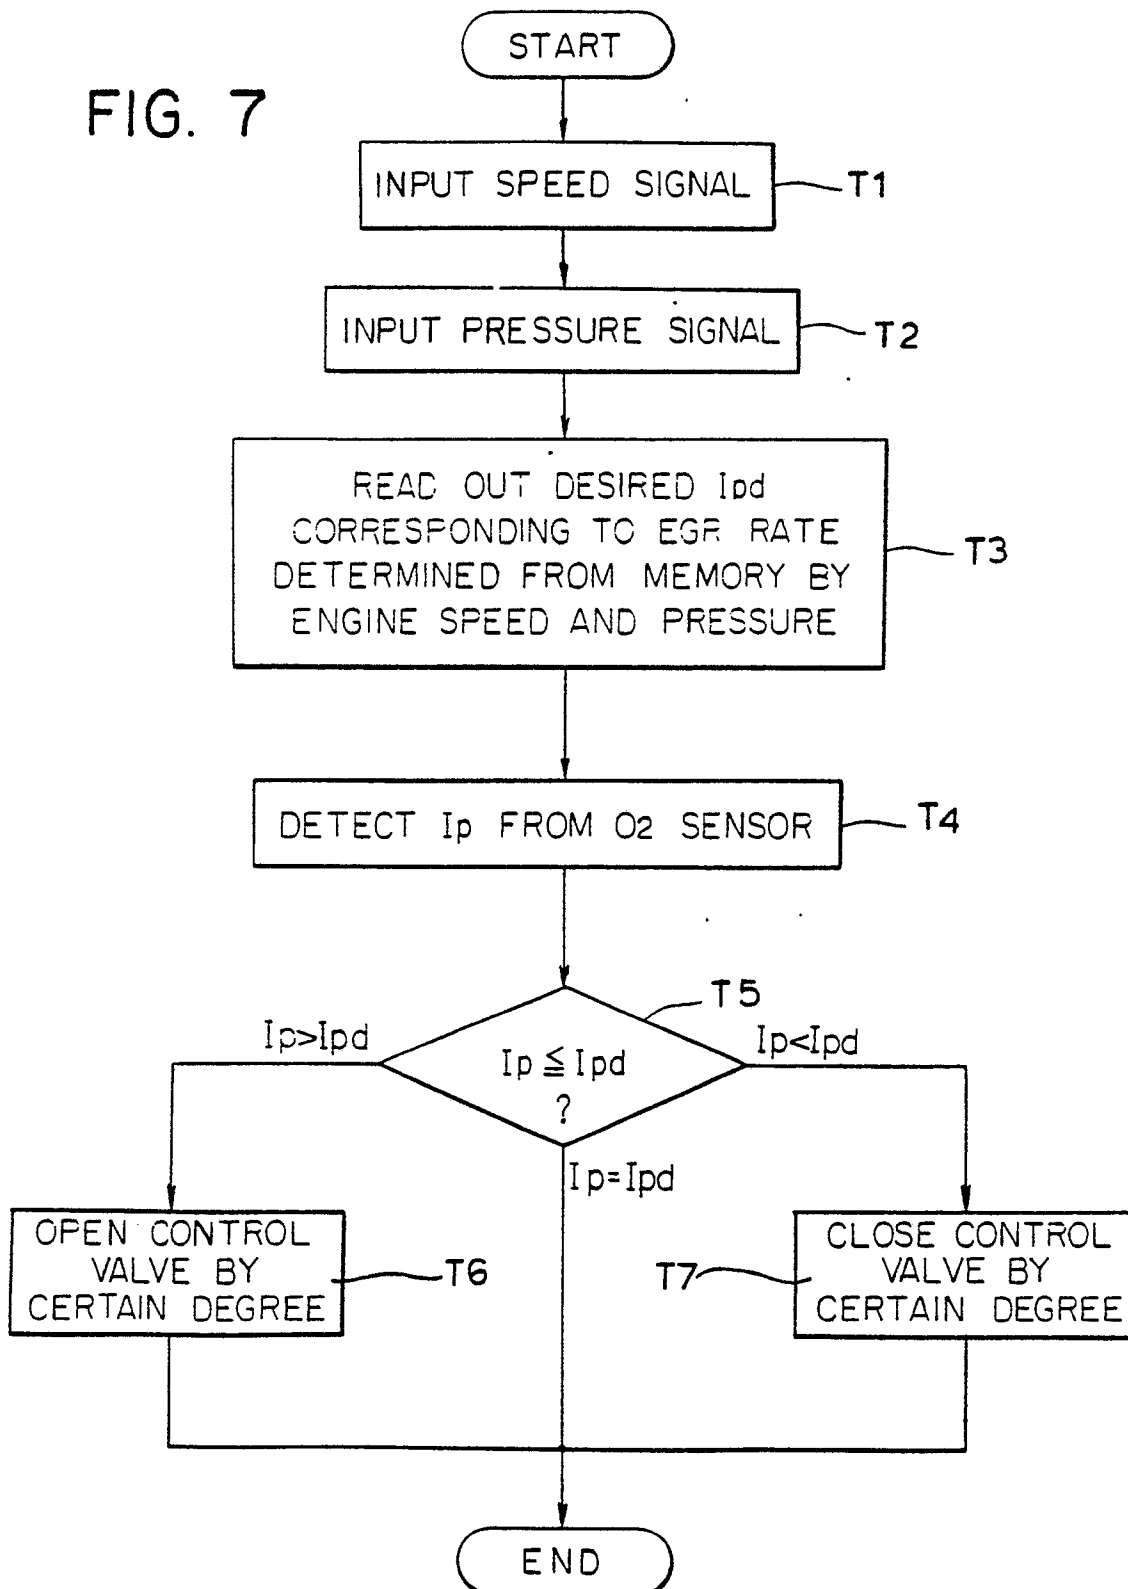 START
FIG. 7
INPUT SPEED SIGNAL
T1
INPUT PRESSURE SIGNAL
T2
READ OUT DESIRED Ipd
CORRESPONDING TO EGR RATE
DETERMINED FROM MEMORY BY
ENGINE SPEED AND PRESSURE
T3
DETECT Ip FROM O2 SENSOR
T4
T5
Ip>Ipd
Ip ≦ Ipd
?
Ip<Ipd
Ip=Ipd
OPEN CONTROL
VALVE BY
CERTAIN DEGREE
T6
T7
CLOSE CONTROL
VALVE BY
CERTAIN DEGREE
END